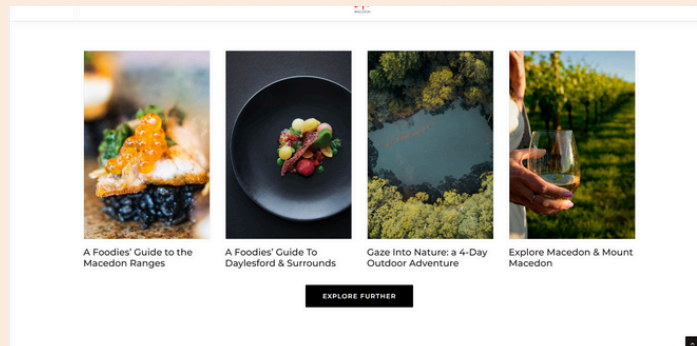 MACEDON
A Foodies' Guide to the
Macedon Ranges
A Foodies' Guide To
Daylesford & Surrounds
Gaze Into Nature: a 4-Day
Outdoor Adventure
Explore Macedon & Mount
Macedon
EXPLORE FURTHER